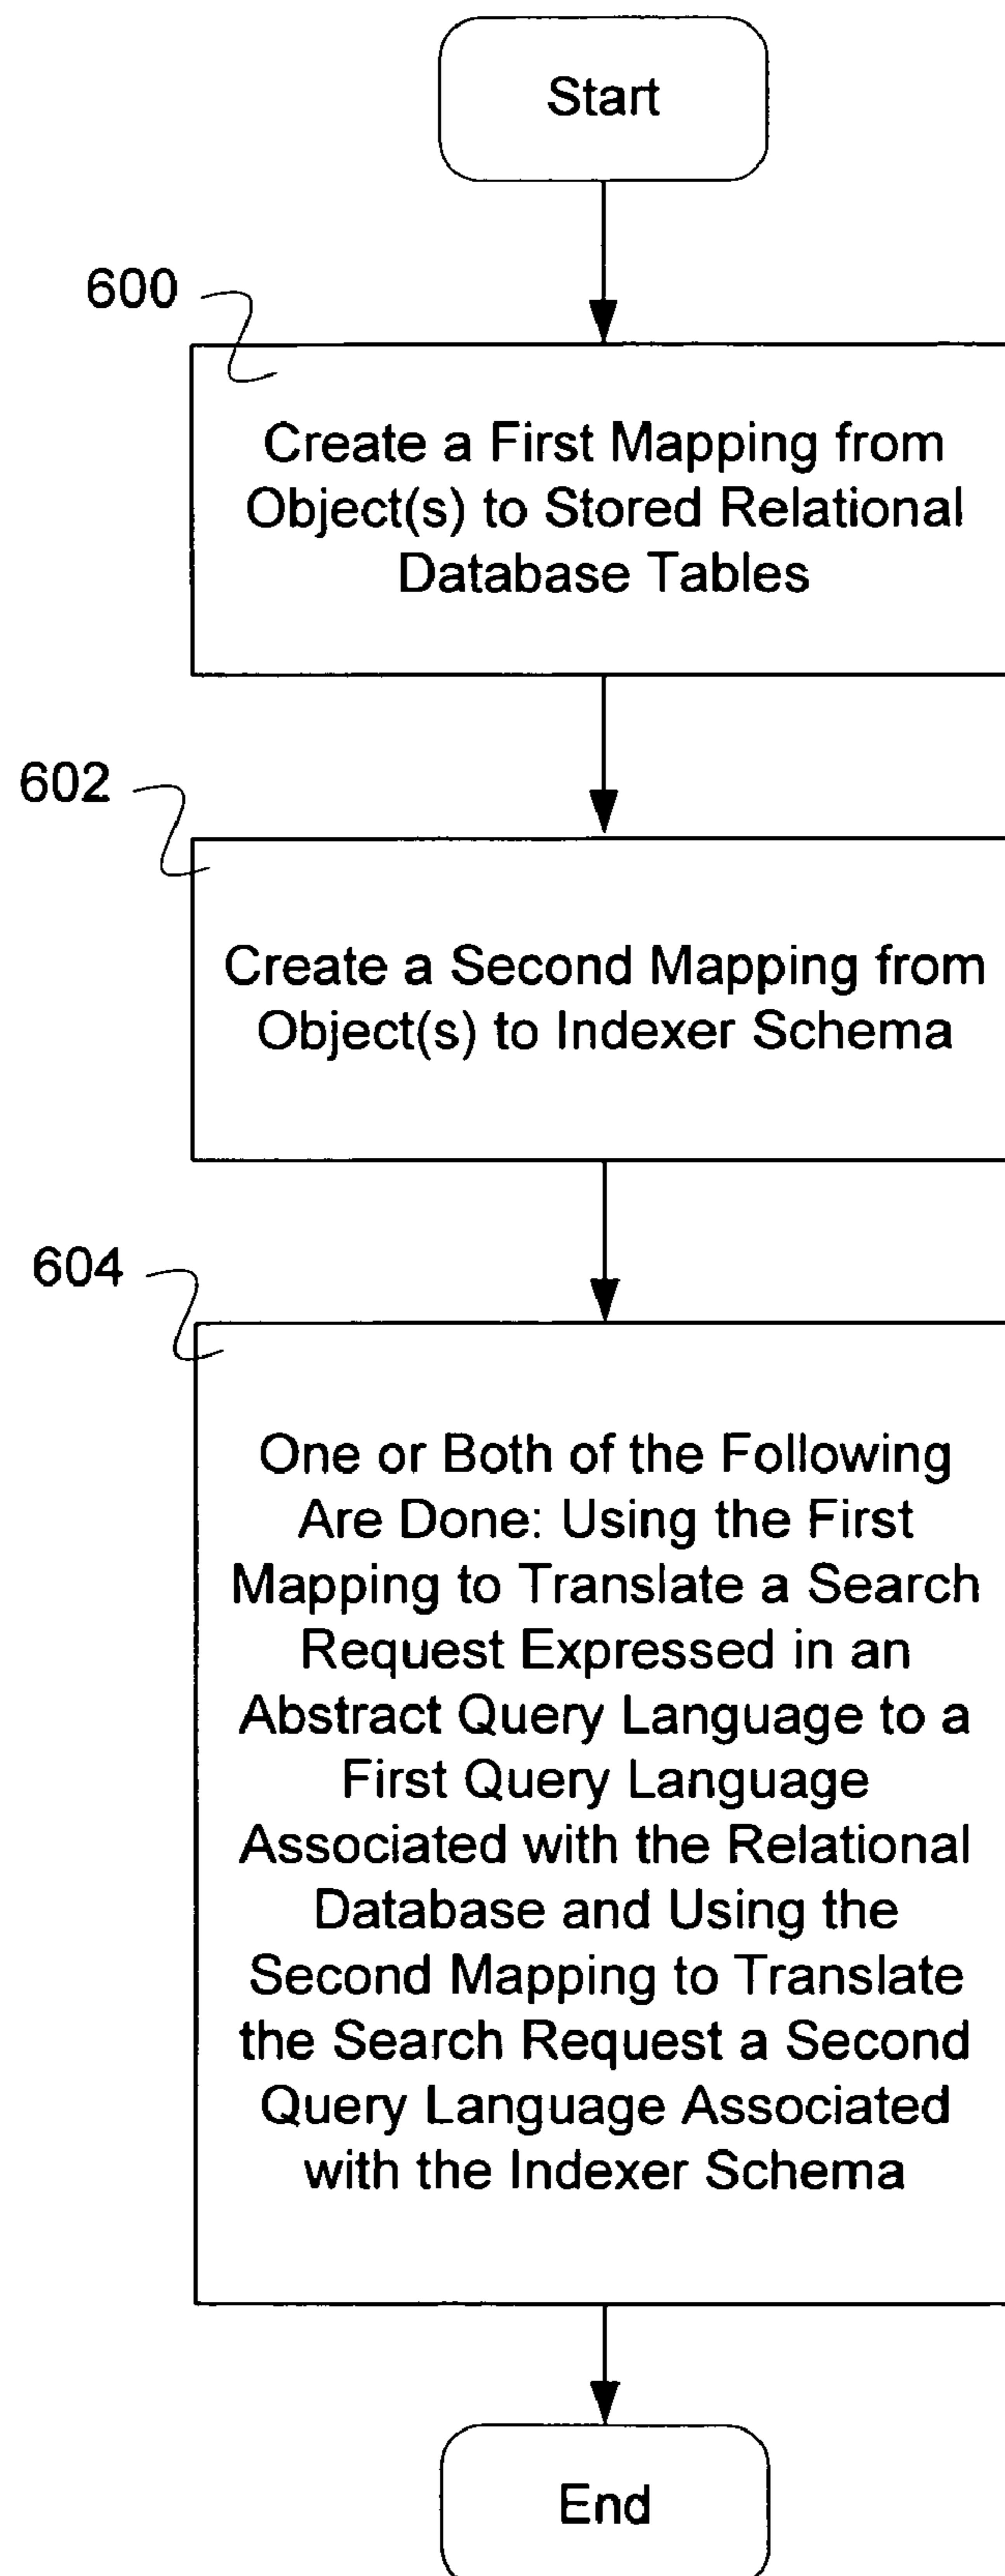 Start
600
Create a First Mapping from
Object(s) to Stored Relational
Database Tables
602
Create a Second Mapping from
Object(s) to Indexer Schema
604
One or Both of the Following
Are Done: Using the First
Mapping to Translate a Search
Request Expressed in an
Abstract Query Language to a
First Query Language
Associated with the Relational
Database and Using the
Second Mapping to Translate
the Search Request a Second
Query Language Associated
with the Indexer Schema
End